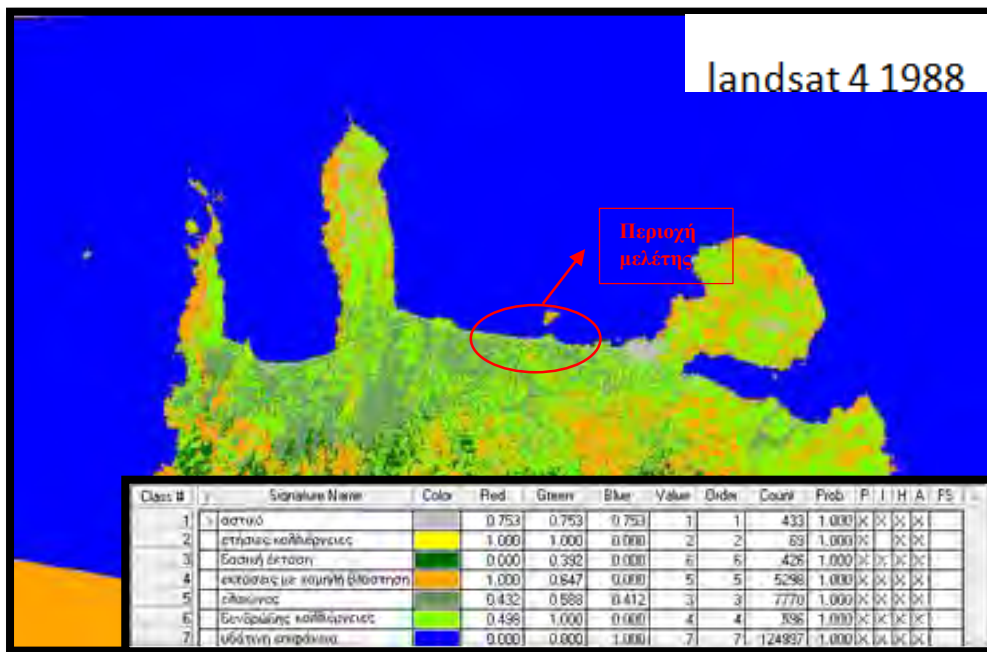 landsat 4 1988
Περιοχή
μελέτης
Class # > Signature Name Color Red Green Blue Value Order Count Prob P I H A FS
1 > αστικό 0.753 0.753 0.753 1 1 433 1.000 X X X X
2 ετήσιες καλλιέργειες 1.000 1.000 0.000 2 2 69 1.000 X X X
3 δασική έκταση 0.000 0.392 0.000 6 6 426 1.000 X X X X
4 εκτάσεις με χαμηλή βλάστηση 1.000 0.647 0.000 5 5 5298 1.000 X X X X
5 ελαιώνας 0.432 0.588 0.412 3 3 7770 1.000 X X X X
6 δενδρώδης καλλιέργειες 0.498 1.000 0.000 4 4 596 1.000 X X X X
7 υδάτινη επιφάνεια 0.000 0.000 1.000 7 7 124997 1.000 X X X X